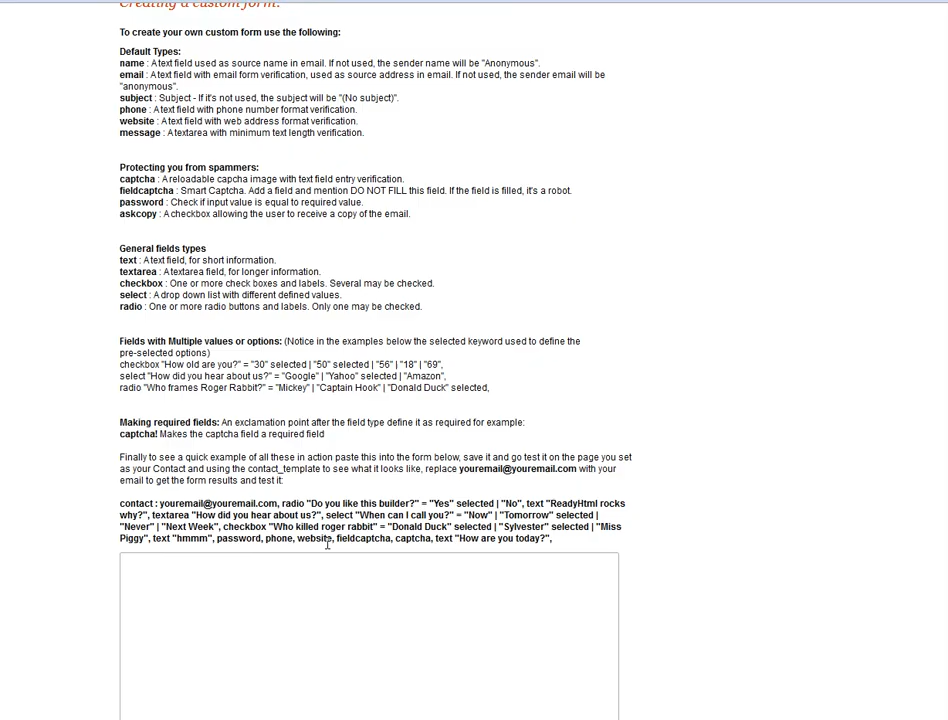 Creating a custom form:
To create your own custom form use the following:
Default Types:
name : A text field used as source name in email. If not used, the sender name will be "Anonymous".
email : A text field with email form verification, used as source address in email. If not used, the sender email will be
"anonymous".
subject : Subject - If it's not used, the subject will be "(No subject)".
phone : A text field with phone number format verification.
website : A text field with web address format verification.
message : A textarea with minimum text length verification.
Protecting you from spammers:
captcha : A reloadable capcha image with text field entry verification.
fieldcaptcha : Smart Captcha. Add a field and mention DO NOT FILL this field. If the field is filled, it's a robot.
password : Check if input value is equal to required value.
askcopy : A checkbox allowing the user to receive a copy of the email.
General fields types
text : A text field, for short information.
textarea : A textarea field, for longer information.
checkbox : One or more check boxes and labels. Several may be checked.
select : A drop down list with different defined values.
radio : One or more radio buttons and labels. Only one may be checked.
Fields with Multiple values or options: (Notice in the examples below the selected keyword used to define the
pre-selected options)
checkbox "How old are you?" = "30" selected | "50" selected | "56" | "18" | "69",
select "How did you hear about us?" = "Google" | "Yahoo" selected | "Amazon",
radio "Who frames Roger Rabbit?" = "Mickey" | "Captain Hook" | "Donald Duck" selected,
Making required fields: An exclamation point after the field type define it as required for example:
captcha! Makes the captcha field a required field
Finally to see a quick example of all these in action paste this into the form below, save it and go test it on the page you set
as your Contact and using the contact_template to see what it looks like, replace youremail@youremail.com with your
email to get the form results and test it:
contact : youremail@youremail.com, radio "Do you like this builder?" = "Yes" selected | "No", text "ReadyHtml rocks
why?", textarea "How did you hear about us?", select "When can I call you?" = "Now" | "Tomorrow" selected |
"Never" | "Next Week", checkbox "Who killed roger rabbit" = "Donald Duck" selected | "Sylvester" selected | "Miss
Piggy", text "hmmm", password, phone, website, fieldcaptcha, captcha, text "How are you today?",